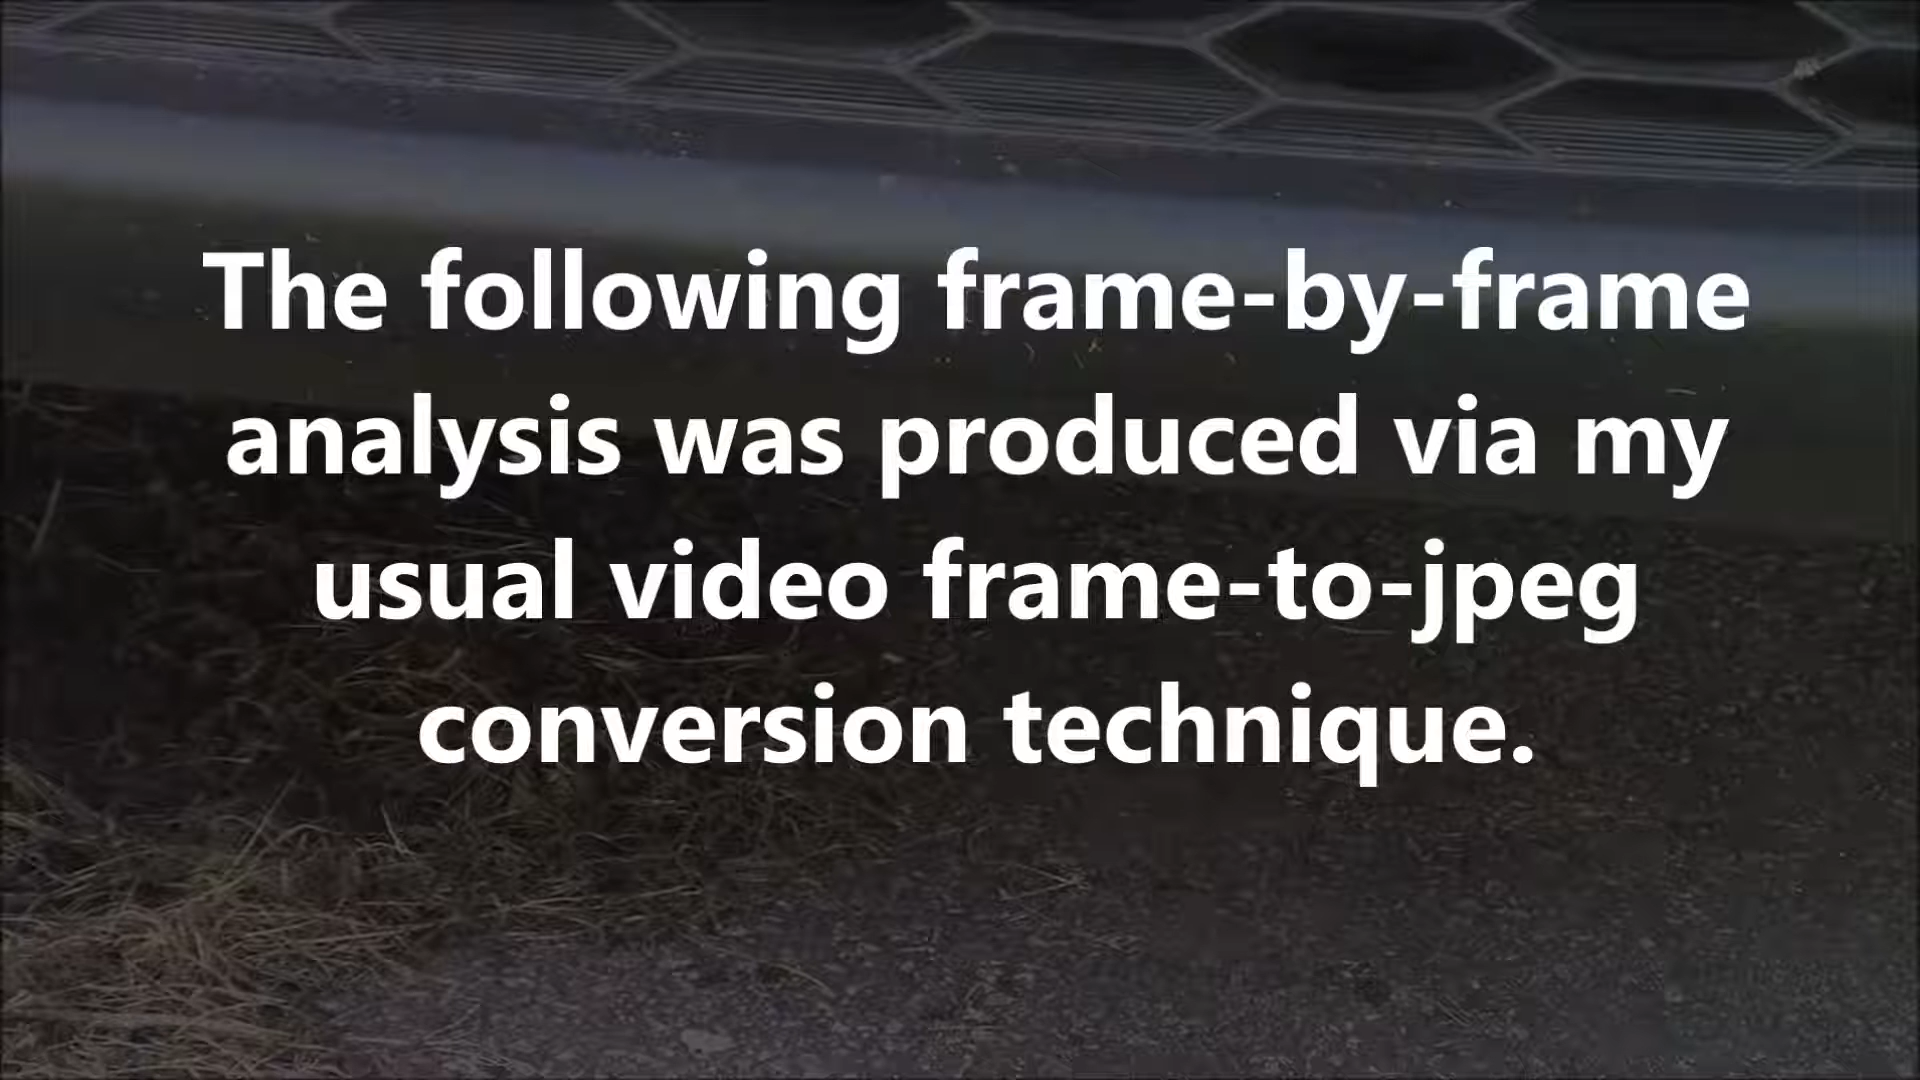 The following frame-by-frame
analysis was produced via my
usual video frame-to-jpeg
conversion technique.